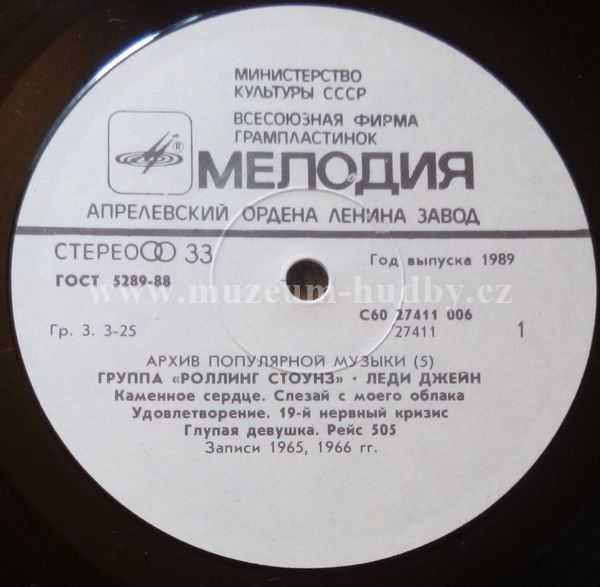 МИНИСТЕРСТВО
КУЛЬТУРЫ СССР
ВСЕСОЮЗНАЯ ФИРМА
ГРАМПЛАСТИНОК
®
МЕЛОДИЯ
АПРЕЛЕВСКИЙ ОРДЕНА ЛЕНИНА ЗАВОД
СТЕРЕО 33
Год выпуска 1989
ГОСТ 5289-88
www.muzeum-hudby.cz
С60 27411 006
Гр. 3. 3-25
27411
1
АРХИВ ПОПУЛЯРНОЙ МУЗЫКИ (5)
ГРУППА «РОЛЛИНГ СТОУНЗ» • ЛЕДИ ДЖЕЙН
Каменное сердце. Слезай с моего облака
Удовлетворение. 19-й нервный кризис
Глупая девушка. Рейс 505
Записи 1965, 1966 гг.